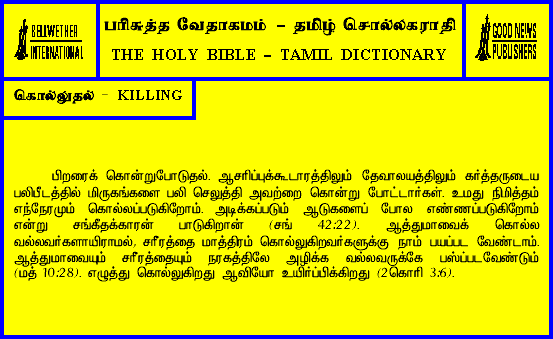 BELLWETHER
INTERNATIONAL
பரிசுத்த வேதாகமம் - தமிழ் சொல்லகராதி
THE HOLY BIBLE - TAMIL DICTIONARY
GOOD NEWS
PUBLISHERS
கொல்லுதல் - KILLING
பிறரைக் கொன்றுபோடுதல். ஆசரிப்புக்கூடாரத்திலும் தேவாலயத்திலும் கர்த்தருடைய
பலிபீடத்தில் மிருகங்களை பலி செலுத்தி அவற்றை கொன்று போட்டார்கள். உமது நிமித்தம்
எந்நேரமும் கொல்லப்படுகிறோம். அடிக்கப்படும் ஆடுகளைப் போல எண்ணப்படுகிறோம்
என்று சங்கீதக்காரன் பாடுகிறான் (சங் 42:22). ஆத்துமாவைக் கொல்ல
வல்லவர்களாயிராமல், சரீரத்தை மாத்திரம் கொல்லுகிறவர்களுக்கு நாம் பயப்பட வேண்டாம்.
ஆத்துமாவையும் சரீரத்தையும் நரகத்திலே அழிக்க வல்லவருக்கே பஸ்ப்படவேண்டும்
(மத் 10:28). எழுத்து கொல்லுகிறது ஆவியோ உயிர்ப்பிக்கிறது (2கொரி 3:6).